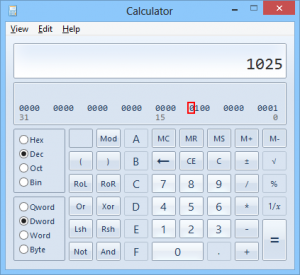 Calculator
View Edit Help
1025
0000 0000 0000 0000 0000 0100 0000 0001
31 15 0
Hex Mod A MC MR MS M+ M-
Dec ( ) B ← CE C ± √
Oct RoL RoR C 7 8 9 / %
Bin
Qword Or Xor D 4 5 6 * 1/x
Dword Lsh Rsh E 1 2 3 - =
Word
Byte Not And F 0 . +